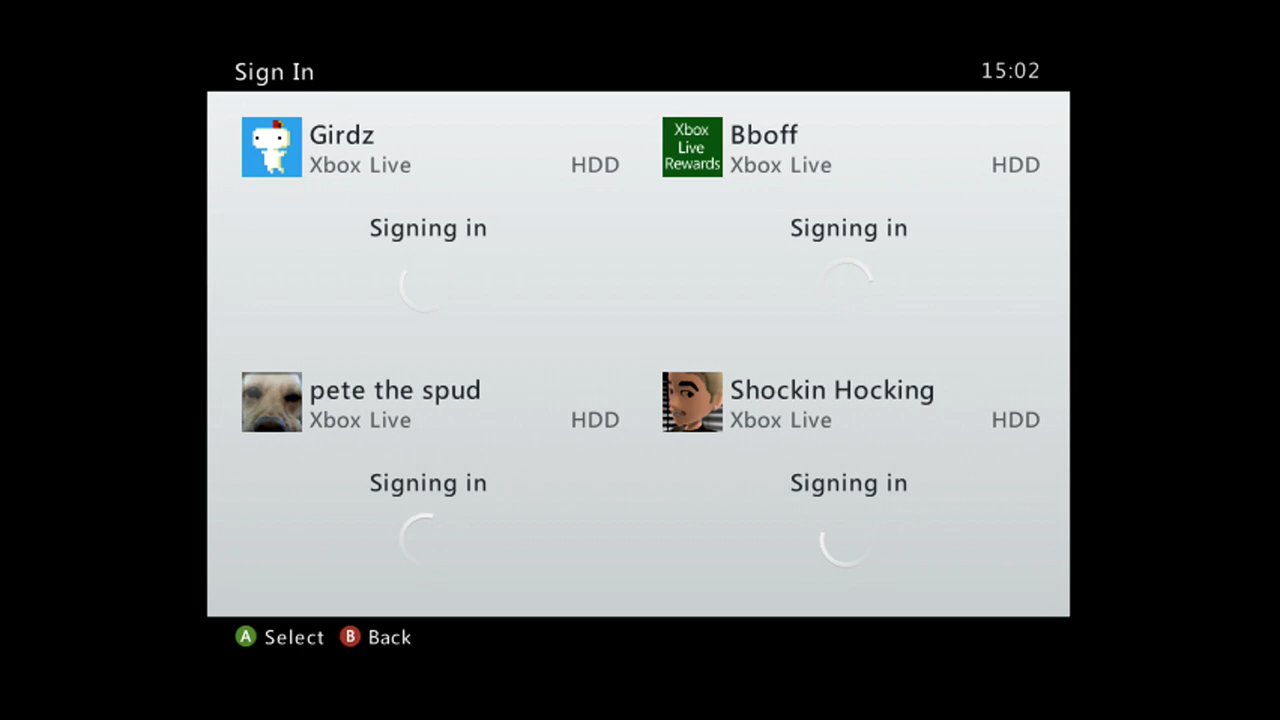 Sign In
15:02
Girdz
Xbox Live
HDD
Signing in
Xbox
Live
Rewards
Bboff
Xbox Live
HDD
Signing in
pete the spud
Xbox Live
HDD
Signing in
Shockin Hocking
Xbox Live
HDD
Signing in
A Select B Back